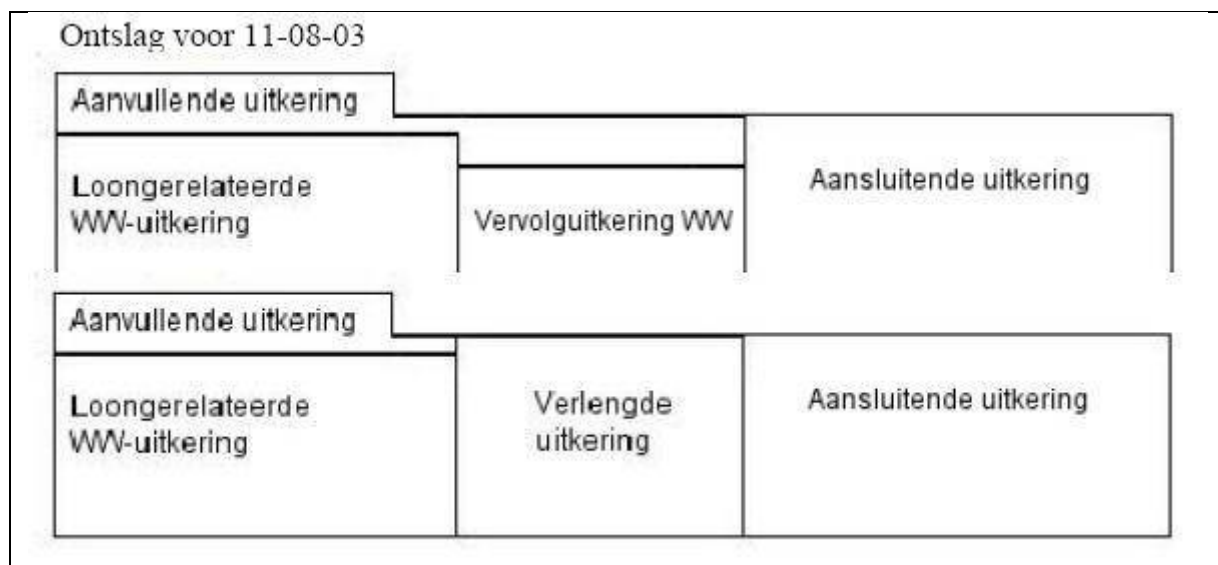 Ontslag voor 11-08-03
Aanvullende uitkering
Loongerelateerde
WW-uitkering
Vervolguitkering WW
Aansluitende uitkering
Aanvullende uitkering
Loongerelateerde
WW-uitkering
Verlengde
uitkering
Aansluitende uitkering